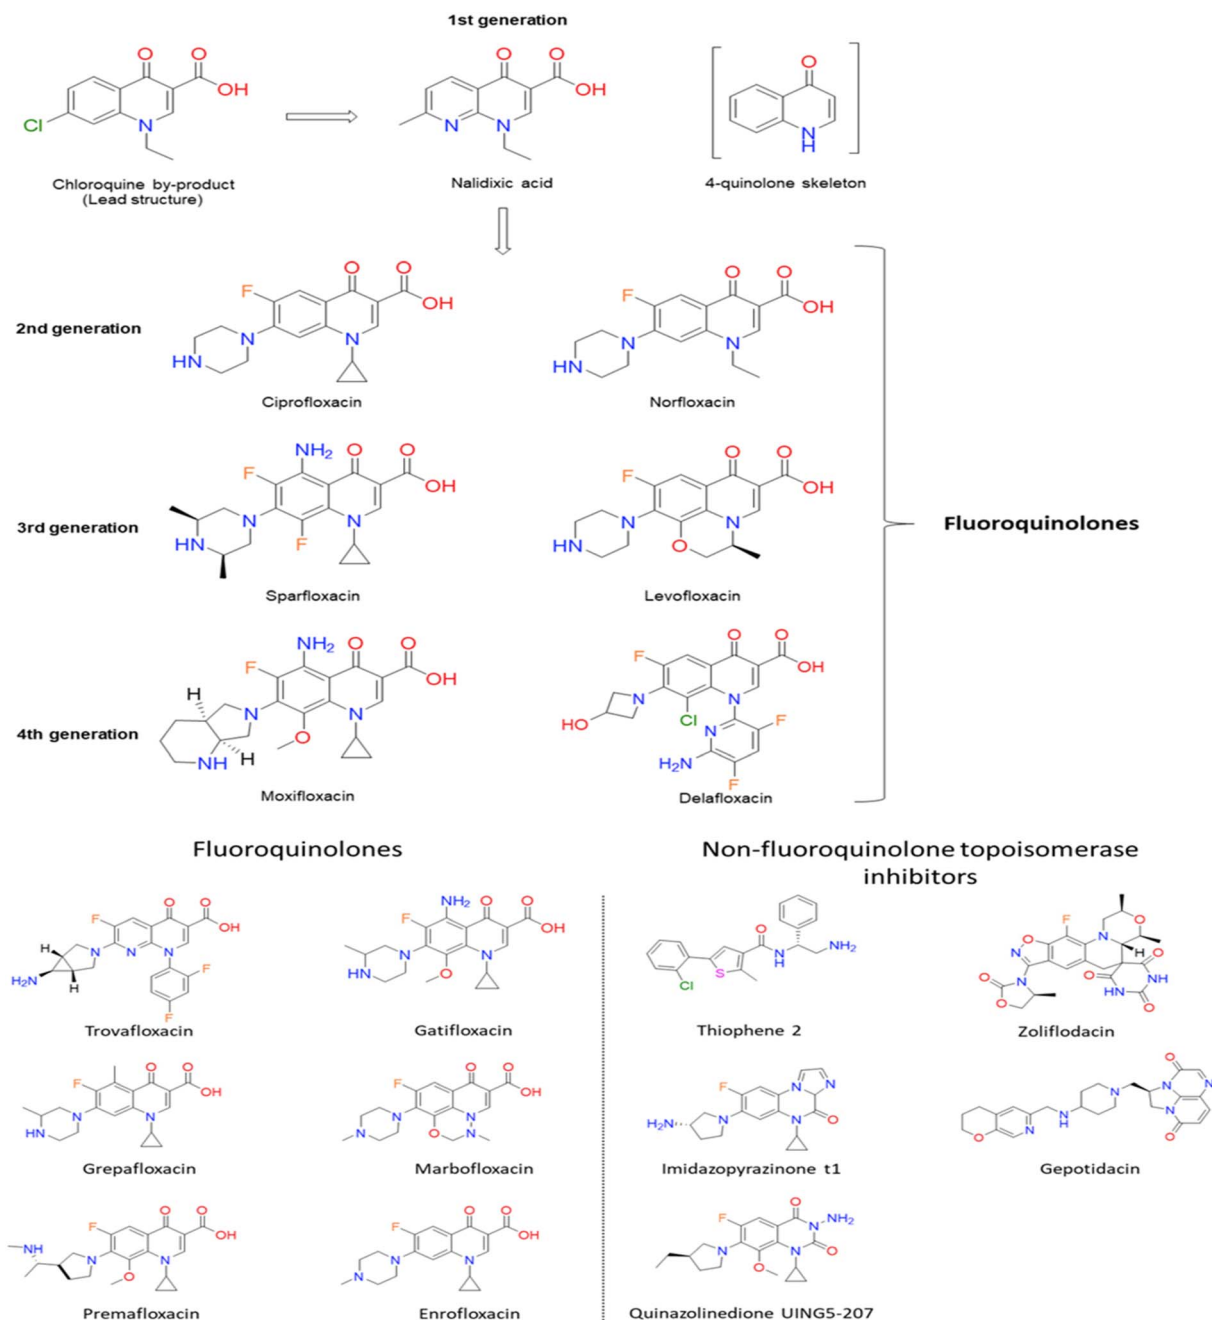 1st generation
Chloroquine by-product
(Lead structure)
Nalidixic acid
4-quinolone skeleton
2nd generation
Ciprofloxacin
Norfloxacin
3rd generation
Sparfloxacin
Levofloxacin
Fluoroquinolones
4th generation
Moxifloxacin
Delafloxacin
Fluoroquinolones
Non-fluoroquinolone topoisomerase
inhibitors
Trovafloxacin
Gatifloxacin
Thiophene 2
Zoliflodacin
Grepafloxacin
Marbofloxacin
Imidazopyrazinone t1
Gepotidacin
Premafloxacin
Enrofloxacin
Quinazolinedione UING5-207